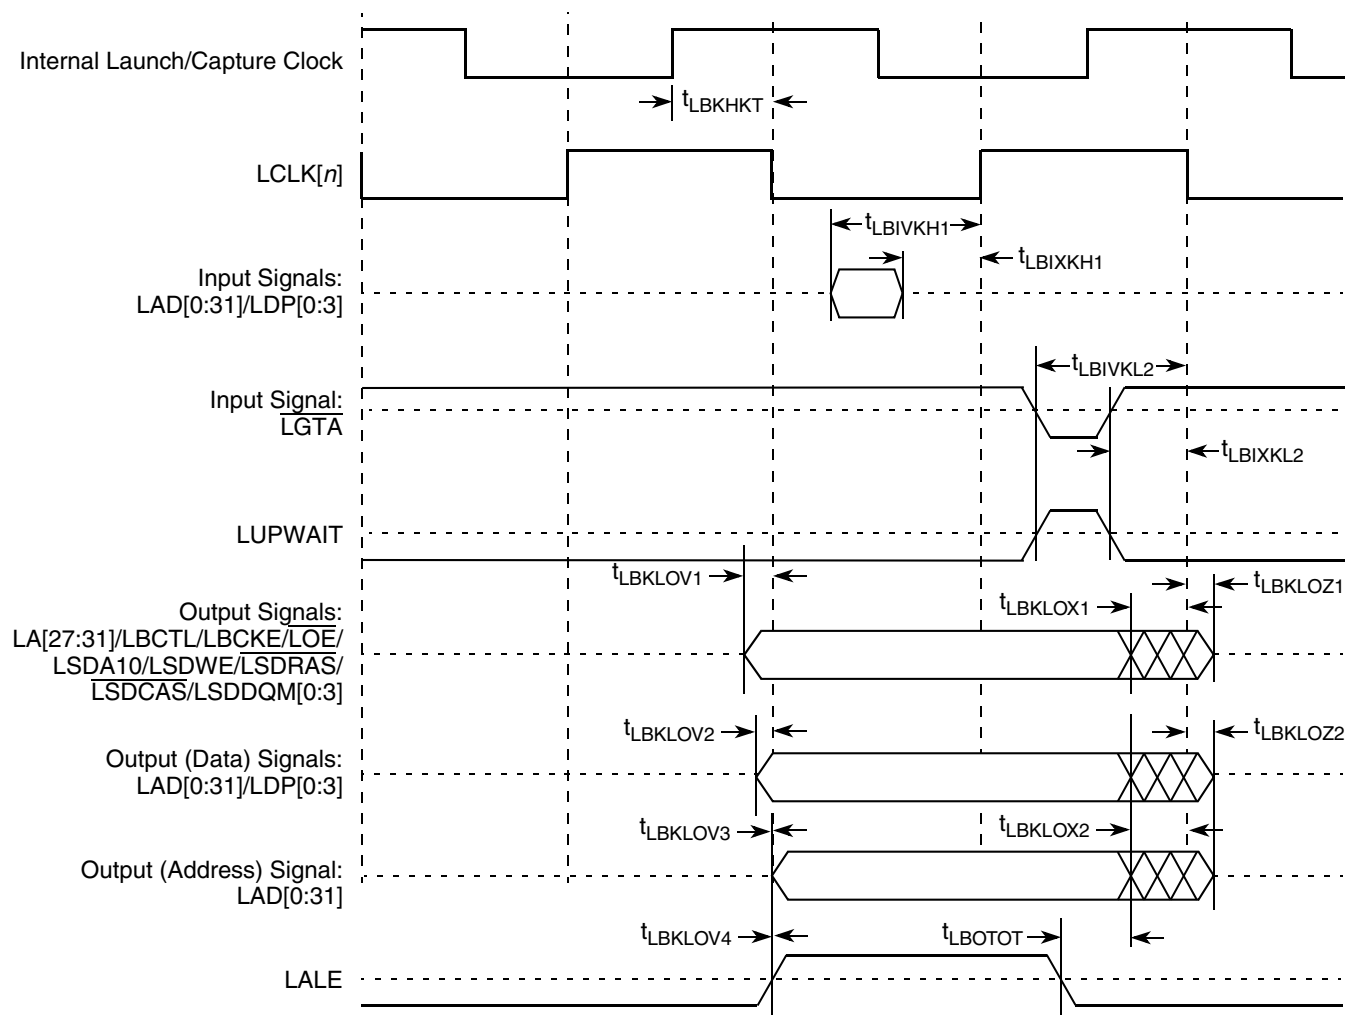 Internal Launch/Capture Clock
tLBKHKT
LCLK[n]
tLBIVKH1
tLBIXKH1
Input Signals:
LAD[0:31]/LDP[0:3]
tLBIVKL2
Input Signal:
LGTA
tLBIXKL2
LUPWAIT
tLBKLOV1
tLBKLOZ1
tLBKLOX1
Output Signals:
LA[27:31]/LBCTL/LBCKE/LOE/
LSDA10/LSDWE/LSDRAS/
LSDCAS/LSDDQM[0:3]
tLBKLOV2
tLBKLOZ2
Output (Data) Signals:
LAD[0:31]/LDP[0:3]
tLBKLOV3
tLBKLOX2
Output (Address) Signal:
LAD[0:31]
tLBKLOV4
tLBOTOT
LALE